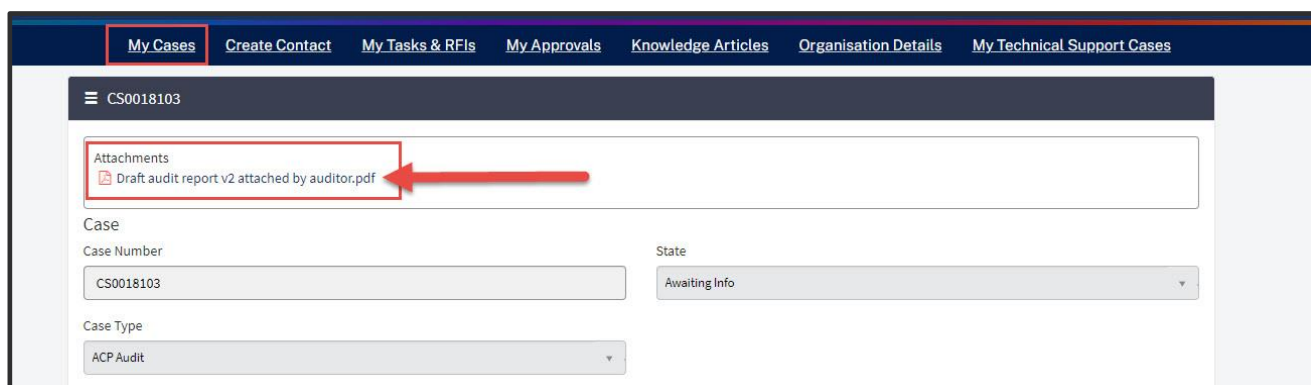 My Cases Create Contact My Tasks & RFIs My Approvals Knowledge Articles Organisation Details My Technical Support Cases
CS0018103
Attachments
Draft audit report v2 attached by auditor.pdf
Case
Case Number
State
CS0018103
Awaiting Info
Case Type
ACP Audit